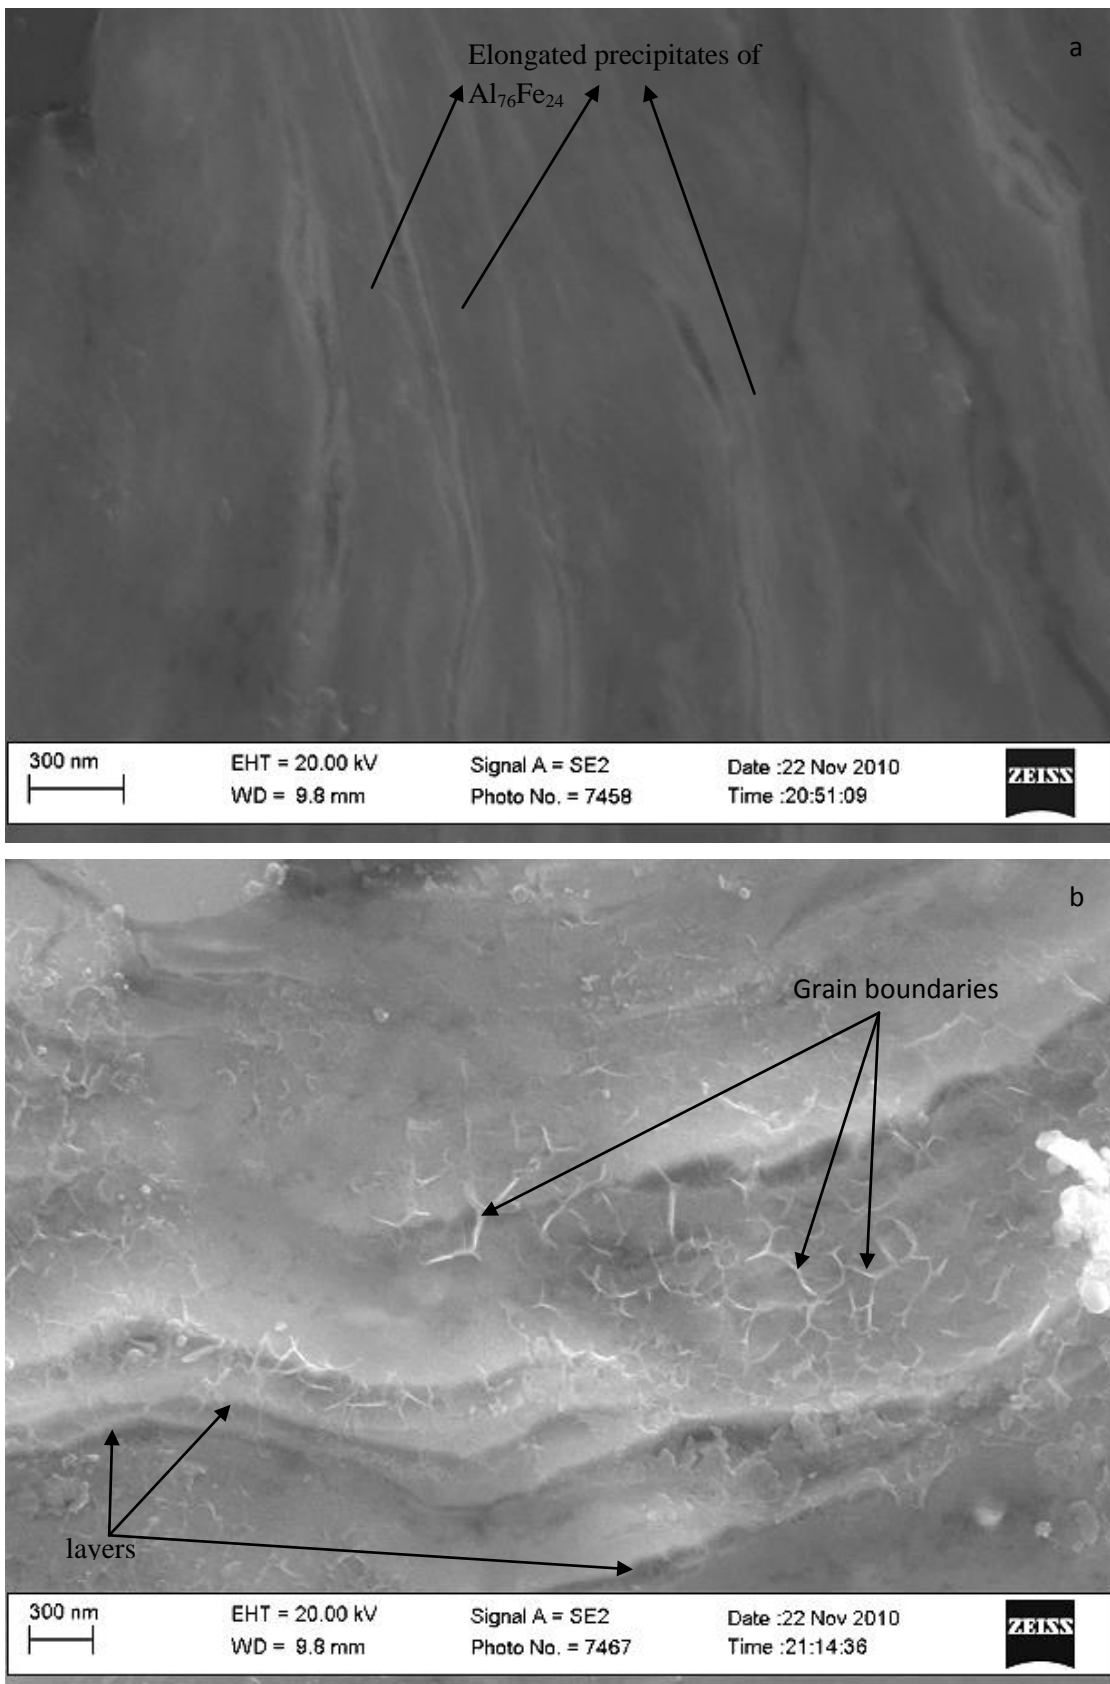 a
Elongated precipitates of
Al₇₆Fe₂₄
300 nm
EHT = 20.00 kV
Signal A = SE2
Date :22 Nov 2010
WD = 9.8 mm
Photo No. = 7458
Time :20:51:09
ZEISS
b
Grain boundaries
layers
300 nm
EHT = 20.00 kV
Signal A = SE2
Date :22 Nov 2010
WD = 9.8 mm
Photo No. = 7467
Time :21:14:36
ZEISS